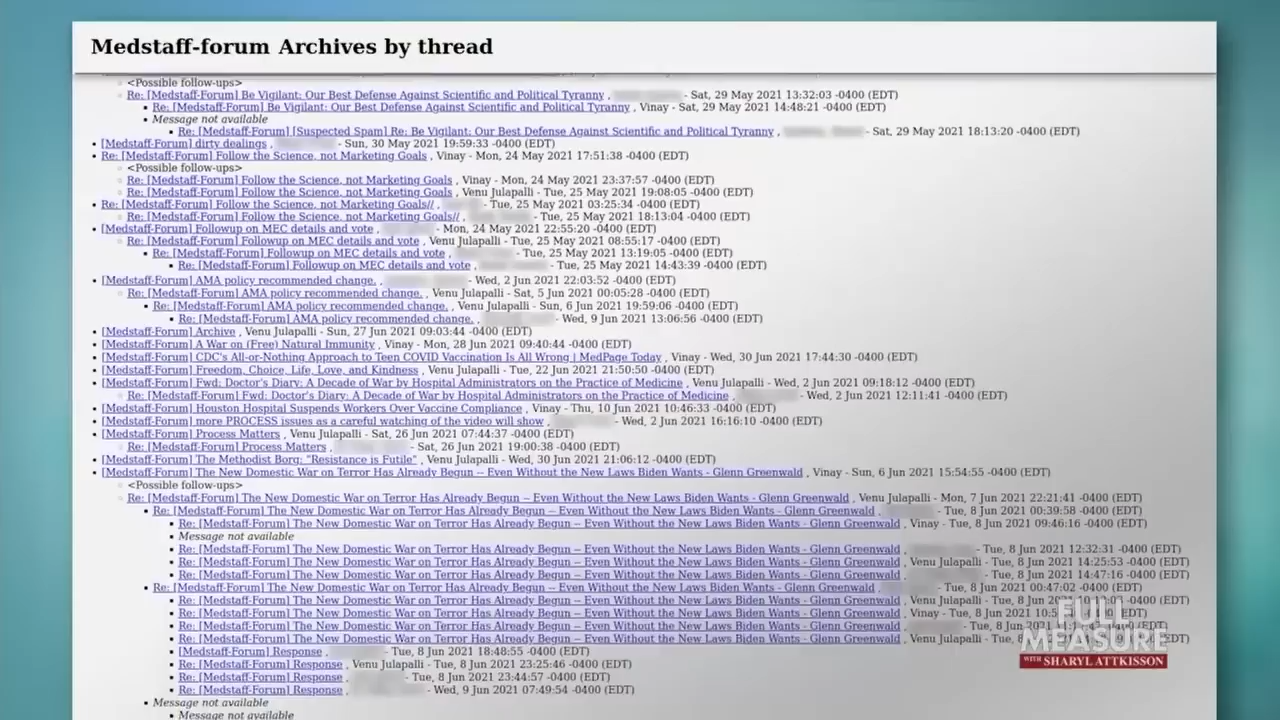 Medstaff-forum Archives by thread
<Possible follow-ups>
Re: [Medstaff-Forum] Be Vigilant: Our Best Defense Against Scientific and Political Tyranny , - Sat, 29 May 2021 13:32:03 -0400 (EDT)
Re: [Medstaff-Forum] Be Vigilant: Our Best Defense Against Scientific and Political Tyranny , Vinay - Sat, 29 May 2021 14:48:21 -0400 (EDT)
Message not available
Re: [Medstaff-Forum] [Suspected Spam] Re: Be Vigilant: Our Best Defense Against Scientific and Political Tyranny , - Sat, 29 May 2021 18:13:20 -0400 (EDT)
[Medstaff-Forum] dirty dealings , - Sun, 30 May 2021 19:59:33 -0400 (EDT)
Re: [Medstaff-Forum] Follow the Science, not Marketing Goals , Vinay - Mon, 24 May 2021 17:51:38 -0400 (EDT)
<Possible follow-ups>
Re: [Medstaff-Forum] Follow the Science, not Marketing Goals , Vinay - Mon, 24 May 2021 23:37:57 -0400 (EDT)
Re: [Medstaff-Forum] Follow the Science, not Marketing Goals , Venu Julapalli - Tue, 25 May 2021 19:08:05 -0400 (EDT)
Re: [Medstaff-Forum] Follow the Science, not Marketing Goals// , - Tue, 25 May 2021 03:25:34 -0400 (EDT)
Re: [Medstaff-Forum] Follow the Science, not Marketing Goals// , - Tue, 25 May 2021 18:13:04 -0400 (EDT)
[Medstaff-Forum] Followup on MEC details and vote , - Mon, 24 May 2021 22:55:20 -0400 (EDT)
Re: [Medstaff-Forum] Followup on MEC details and vote , Venu Julapalli - Tue, 25 May 2021 08:55:17 -0400 (EDT)
Re: [Medstaff-Forum] Followup on MEC details and vote , - Tue, 25 May 2021 13:19:05 -0400 (EDT)
Re: [Medstaff-Forum] Followup on MEC details and vote , - Tue, 25 May 2021 14:43:39 -0400 (EDT)
[Medstaff-Forum] AMA policy recommended change. , - Wed, 2 Jun 2021 22:03:52 -0400 (EDT)
Re: [Medstaff-Forum] AMA policy recommended change. , Venu Julapalli - Sat, 5 Jun 2021 00:05:28 -0400 (EDT)
Re: [Medstaff-Forum] AMA policy recommended change. , - Sun, 6 Jun 2021 19:59:06 -0400 (EDT)
Re: [Medstaff-Forum] AMA policy recommended change. , - Wed, 9 Jun 2021 13:06:56 -0400 (EDT)
[Medstaff-Forum] Archive , Venu Julapalli - Sun, 27 Jun 2021 09:03:44 -0400 (EDT)
[Medstaff-Forum] A War on (Free) Natural Immunity , Vinay - Mon, 28 Jun 2021 09:40:44 -0400 (EDT)
[Medstaff-Forum] CDC's All-or-Nothing Approach to Teen COVID Vaccination Is All Wrong | MedPage Today , Vinay - Wed, 30 Jun 2021 17:44:30 -0400 (EDT)
[Medstaff-Forum] Freedom, Choice, Life, Love, and Kindness , Venu Julapalli - Tue, 22 Jun 2021 21:50:50 -0400 (EDT)
[Medstaff-Forum] Fwd: Doctor's Diary: A Decade of War by Hospital Administrators on the Practice of Medicine , Venu Julapalli - Wed, 2 Jun 2021 09:18:12 -0400 (EDT)
Re: [Medstaff-Forum] Fwd: Doctor's Diary: A Decade of War by Hospital Administrators on the Practice of Medicine , - Wed, 2 Jun 2021 12:11:41 -0400 (EDT)
[Medstaff-Forum] Houston Hospital Suspends Workers Over Vaccine Compliance , Vinay - Thu, 10 Jun 2021 10:46:33 -0400 (EDT)
[Medstaff-Forum] more PROCESS issues as a careful watching of the video will show , - Wed, 2 Jun 2021 16:16:10 -0400 (EDT)
[Medstaff-Forum] Process Matters , Venu Julapalli - Sat, 26 Jun 2021 07:44:37 -0400 (EDT)
Re: [Medstaff-Forum] Process Matters , - Sat, 26 Jun 2021 19:00:38 -0400 (EDT)
[Medstaff-Forum] The Methodist Borg: "Resistance is Futile" , Venu Julapalli - Wed, 30 Jun 2021 21:06:12 -0400 (EDT)
[Medstaff-Forum] The New Domestic War on Terror Has Already Begun -- Even Without the New Laws Biden Wants - Glenn Greenwald , Vinay - Sun, 6 Jun 2021 15:54:55 -0400 (EDT)
<Possible follow-ups>
Re: [Medstaff-Forum] The New Domestic War on Terror Has Already Begun -- Even Without the New Laws Biden Wants - Glenn Greenwald , Venu Julapalli - Mon, 7 Jun 2021 22:21:41 -0400 (EDT)
Re: [Medstaff-Forum] The New Domestic War on Terror Has Already Begun -- Even Without the New Laws Biden Wants - Glenn Greenwald , - Tue, 8 Jun 2021 00:39:58 -0400 (EDT)
Re: [Medstaff-Forum] The New Domestic War on Terror Has Already Begun -- Even Without the New Laws Biden Wants - Glenn Greenwald , Vinay - Tue, 8 Jun 2021 09:46:16 -0400 (EDT)
Message not available
Re: [Medstaff-Forum] The New Domestic War on Terror Has Already Begun -- Even Without the New Laws Biden Wants - Glenn Greenwald , - Tue, 8 Jun 2021 12:32:31 -0400 (EDT)
Re: [Medstaff-Forum] The New Domestic War on Terror Has Already Begun -- Even Without the New Laws Biden Wants - Glenn Greenwald , Venu Julapalli - Tue, 8 Jun 2021 14:25:53 -0400 (EDT)
Re: [Medstaff-Forum] The New Domestic War on Terror Has Already Begun -- Even Without the New Laws Biden Wants - Glenn Greenwald , - Tue, 8 Jun 2021 14:47:16 -0400 (EDT)
Re: [Medstaff-Forum] The New Domestic War on Terror Has Already Begun -- Even Without the New Laws Biden Wants - Glenn Greenwald , - Tue, 8 Jun 2021 00:47:02 -0400 (EDT)
Re: [Medstaff-Forum] The New Domestic War on Terror Has Already Begun -- Even Without the New Laws Biden Wants - Glenn Greenwald , Venu Julapalli - Tue, 8 Jun 20 (EDT)
Re: [Medstaff-Forum] The New Domestic War on Terror Has Already Begun -- Even Without the New Laws Biden Wants - Glenn Greenwald , Vinay - Tue, 8 Jun 2021 (EDT)
Re: [Medstaff-Forum] The New Domestic War on Terror Has Already Begun -- Even Without the New Laws Biden Wants - Glenn Greenwald , - Tue, 8 Jun
Re: [Medstaff-Forum] The New Domestic War on Terror Has Already Begun -- Even Without the New Laws Biden Wants - Glenn Greenwald , Venu Julapalli - Tue, 8 (EDT)
[Medstaff-Forum] Response , - Tue, 8 Jun 2021 18:48:55 -0400 (EDT)
Re: [Medstaff-Forum] Response , Venu Julapalli - Tue, 8 Jun 2021 23:25:46 -0400 (EDT)
Re: [Medstaff-Forum] Response , - Tue, 8 Jun 2021 23:44:57 -0400 (EDT)
Re: [Medstaff-Forum] Response , - Wed, 9 Jun 2021 07:49:54 -0400 (EDT)
Message not available
Message not available
FULL
MEASURE
WITH SHARYL ATTKISSON